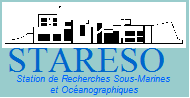 STARESO
Station de Recherches Sous-Marines
et Océanographiques